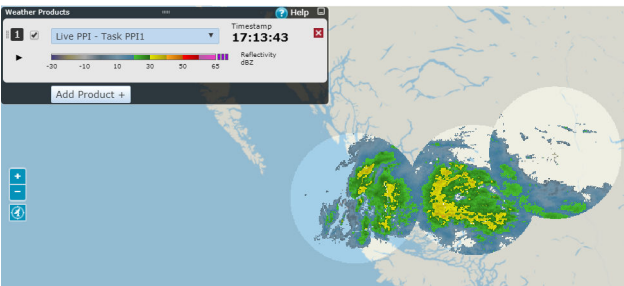 Weather Products
? Help
1
Live PPI - Task PPI1
Timestamp
17:13:43
-30 -10 10 30 50 65
Reflectivity
dBZ
Add Product +